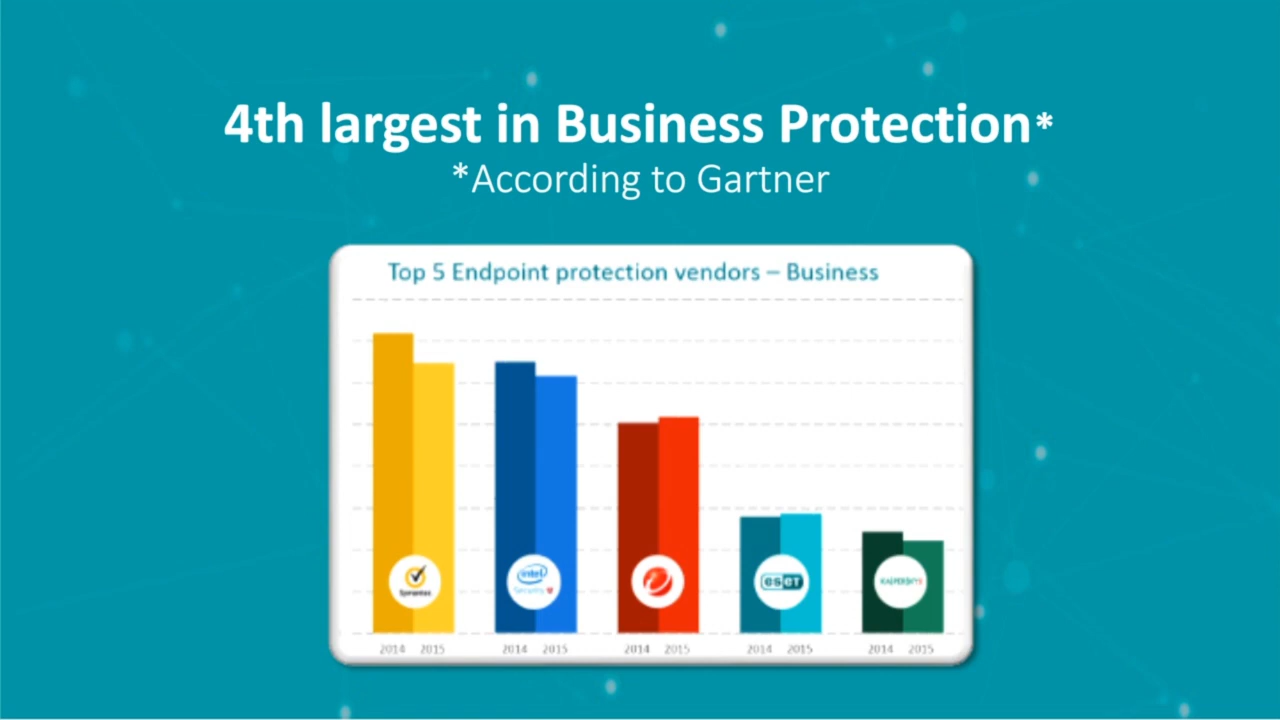 4th largest in Business Protection*
*According to Gartner
Top 5 Endpoint protection vendors – Business
Symantec
intel
Security
eset
KASPERSKY
2014 2015 2014 2015 2014 2015 2014 2015 2014 2015